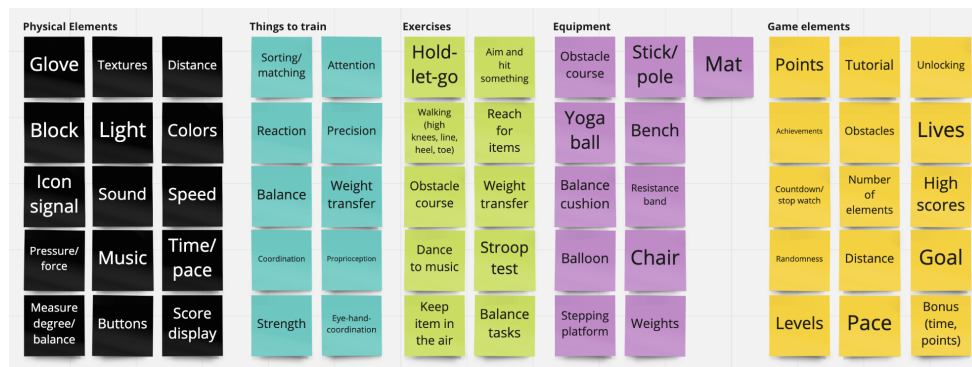 Physical Elements
Glove
Textures
Distance
Block
Light
Colors
Icon
signal
Sound
Speed
Pressure/
force
Music
Time/
pace
Measure
degree/
balance
Buttons
Score
display
Things to train
Sorting/
matching
Attention
Reaction
Precision
Balance
Weight
transfer
Coordination
Proprioception
Strength
Eye-hand-
coordination
Exercises
Hold-
let-go
Aim and
hit
something
Walking
(high
knees, line,
heel, toe)
Reach
for
items
Obstacle
course
Weight
transfer
Dance
to music
Stroop
test
Keep
item in
the air
Balance
tasks
Equipment
Obstacle
course
Stick/
pole
Mat
Yoga
ball
Bench
Balance
cushion
Resistance
band
Balloon
Chair
Stepping
platform
Weights
Game elements
Points
Tutorial
Unlocking
Achievements
Obstacles
Lives
Countdown/
stop watch
Number
of
elements
High
scores
Randomness
Distance
Goal
Levels
Pace
Bonus
(time,
points)